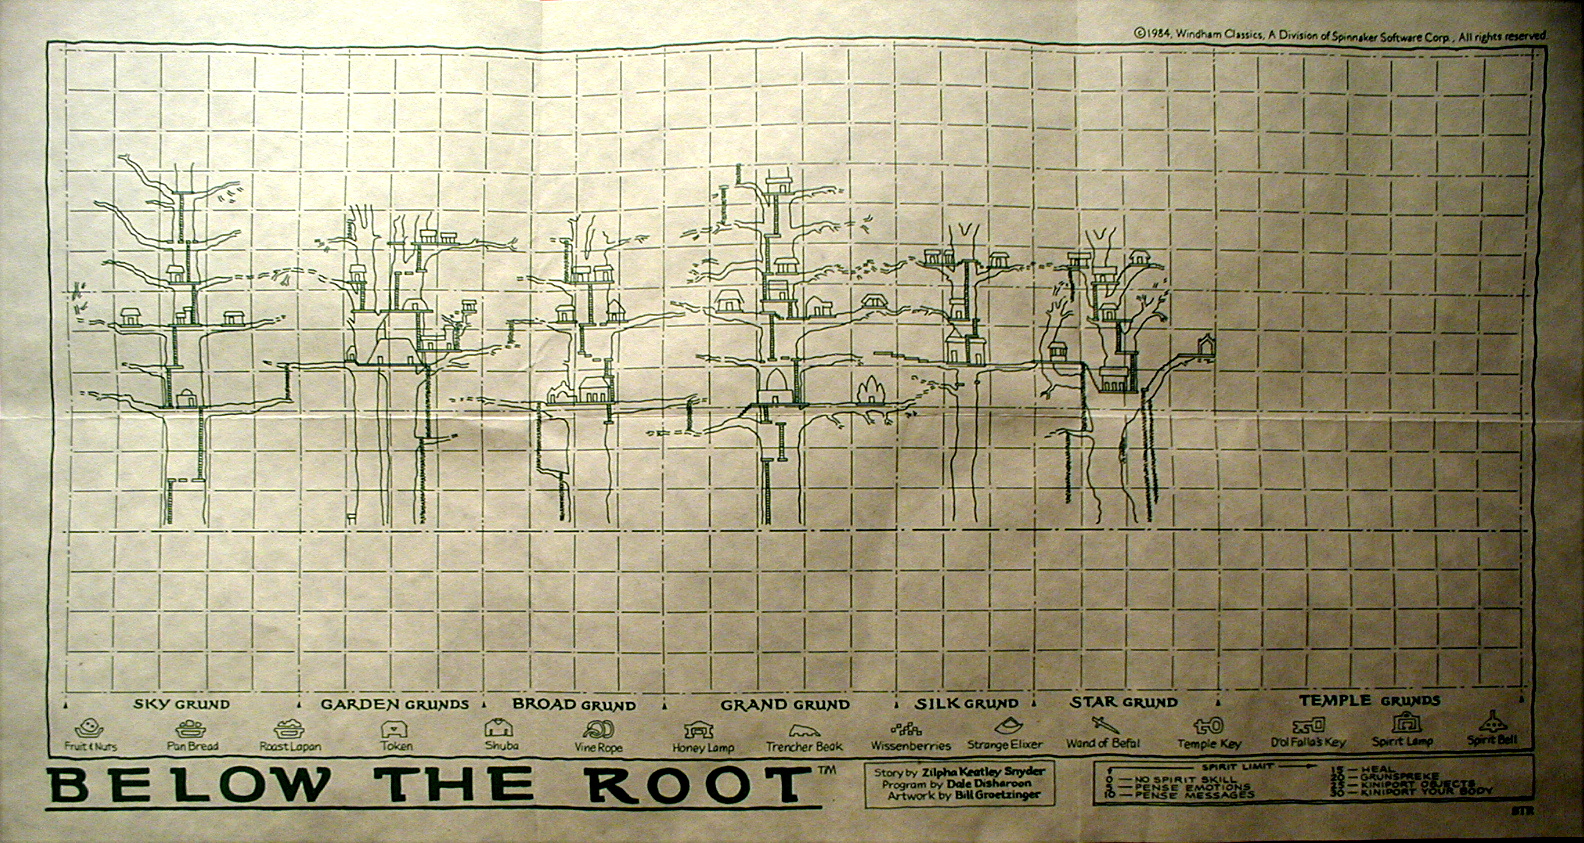 ©1984, Windham Classics, A Division of Spinnaker Software Corp., All rights reserved
SKY GRUND GARDEN GRUNDS BROAD GRUND GRAND GRUND SILK GRUND STAR GRUND TEMPLE GRUNDS
Fruit & Nuts Pan Bread Roast Lapan Token Shuba Vine Rope Honey Lamp Trencher Beak Wissenberries Strange Elixer Wand of Befal Temple Key D'ol Falla's Key Spirit Lamp Spirit Bell
BELOW THE ROOT™
Story by Zilpha Keatley Snyder
Program by Dale Disharoon
Artwork by Bill Groetzinger
SPIRIT LIMIT
0 — NO SPIRIT SKILL
5 — PENSE EMOTIONS
10 — PENSE MESSAGES
15 — HEAL
20 — GRUNSPREKE
25 — KINIPORT OBJECTS
30 — KINIPORT YOUR BODY
BTR